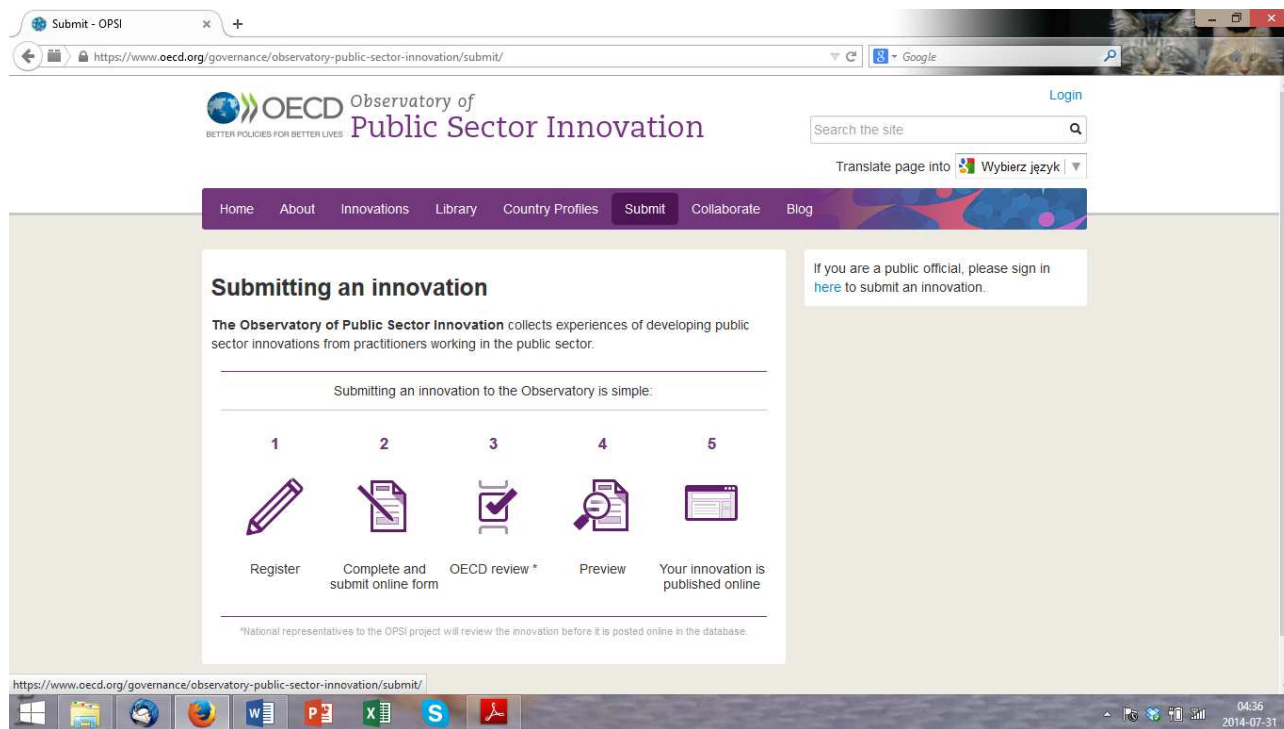 Submit - OPSI
https://www.oecd.org/governance/observatory-public-sector-innovation/submit/
Google
OECD
BETTER POLICIES FOR BETTER LIVES
Observatory of
Public Sector Innovation
Login
Search the site
Translate page into Wybierz język
Home About Innovations Library Country Profiles Submit Collaborate Blog
Submitting an innovation
The Observatory of Public Sector Innovation collects experiences of developing public
sector innovations from practitioners working in the public sector.
If you are a public official, please sign in
here to submit an innovation.
Submitting an innovation to the Observatory is simple:
1 2 3 4 5
Register
Complete and
submit online form
OECD review *
Preview
Your innovation is
published online
*National representatives to the OPSI project will review the innovation before it is posted online in the database.
https://www.oecd.org/governance/observatory-public-sector-innovation/submit/
04:36
2014-07-31